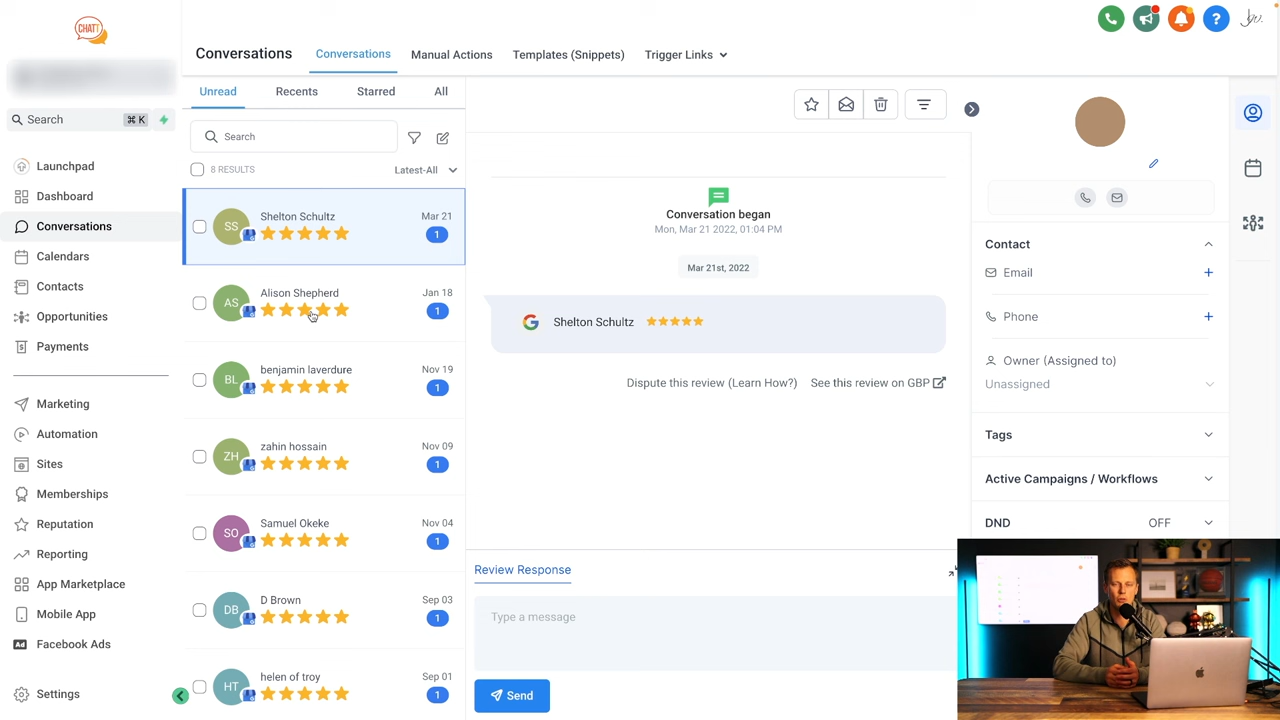 CHATT
Search
⌘ K
Launchpad
Dashboard
Conversations
Calendars
Contacts
Opportunities
Payments
Marketing
Automation
Sites
Memberships
Reputation
Reporting
App Marketplace
Mobile App
Ad Facebook Ads
Settings
Conversations
Conversations
Manual Actions
Templates (Snippets)
Trigger Links
Unread
Recents
Starred
All
Search
8 RESULTS
Latest-All
SS
Shelton Schultz
Mar 21
1
AS
Alison Shepherd
Jan 18
1
BL
benjamin laverdure
Nov 19
1
ZH
zahin hossain
Nov 09
1
SO
Samuel Okeke
Nov 04
1
DB
D Brown
Sep 03
1
HT
helen of troy
Sep 01
1
Conversation began
Mon, Mar 21 2022, 01:04 PM
Mar 21st, 2022
G Shelton Schultz
Dispute this review (Learn How?)
See this review on GBP
Review Response
Type a message
Send
?
Contact
Email
+
Phone
+
Owner (Assigned to)
Unassigned
Tags
Active Campaigns / Workflows
DND
OFF